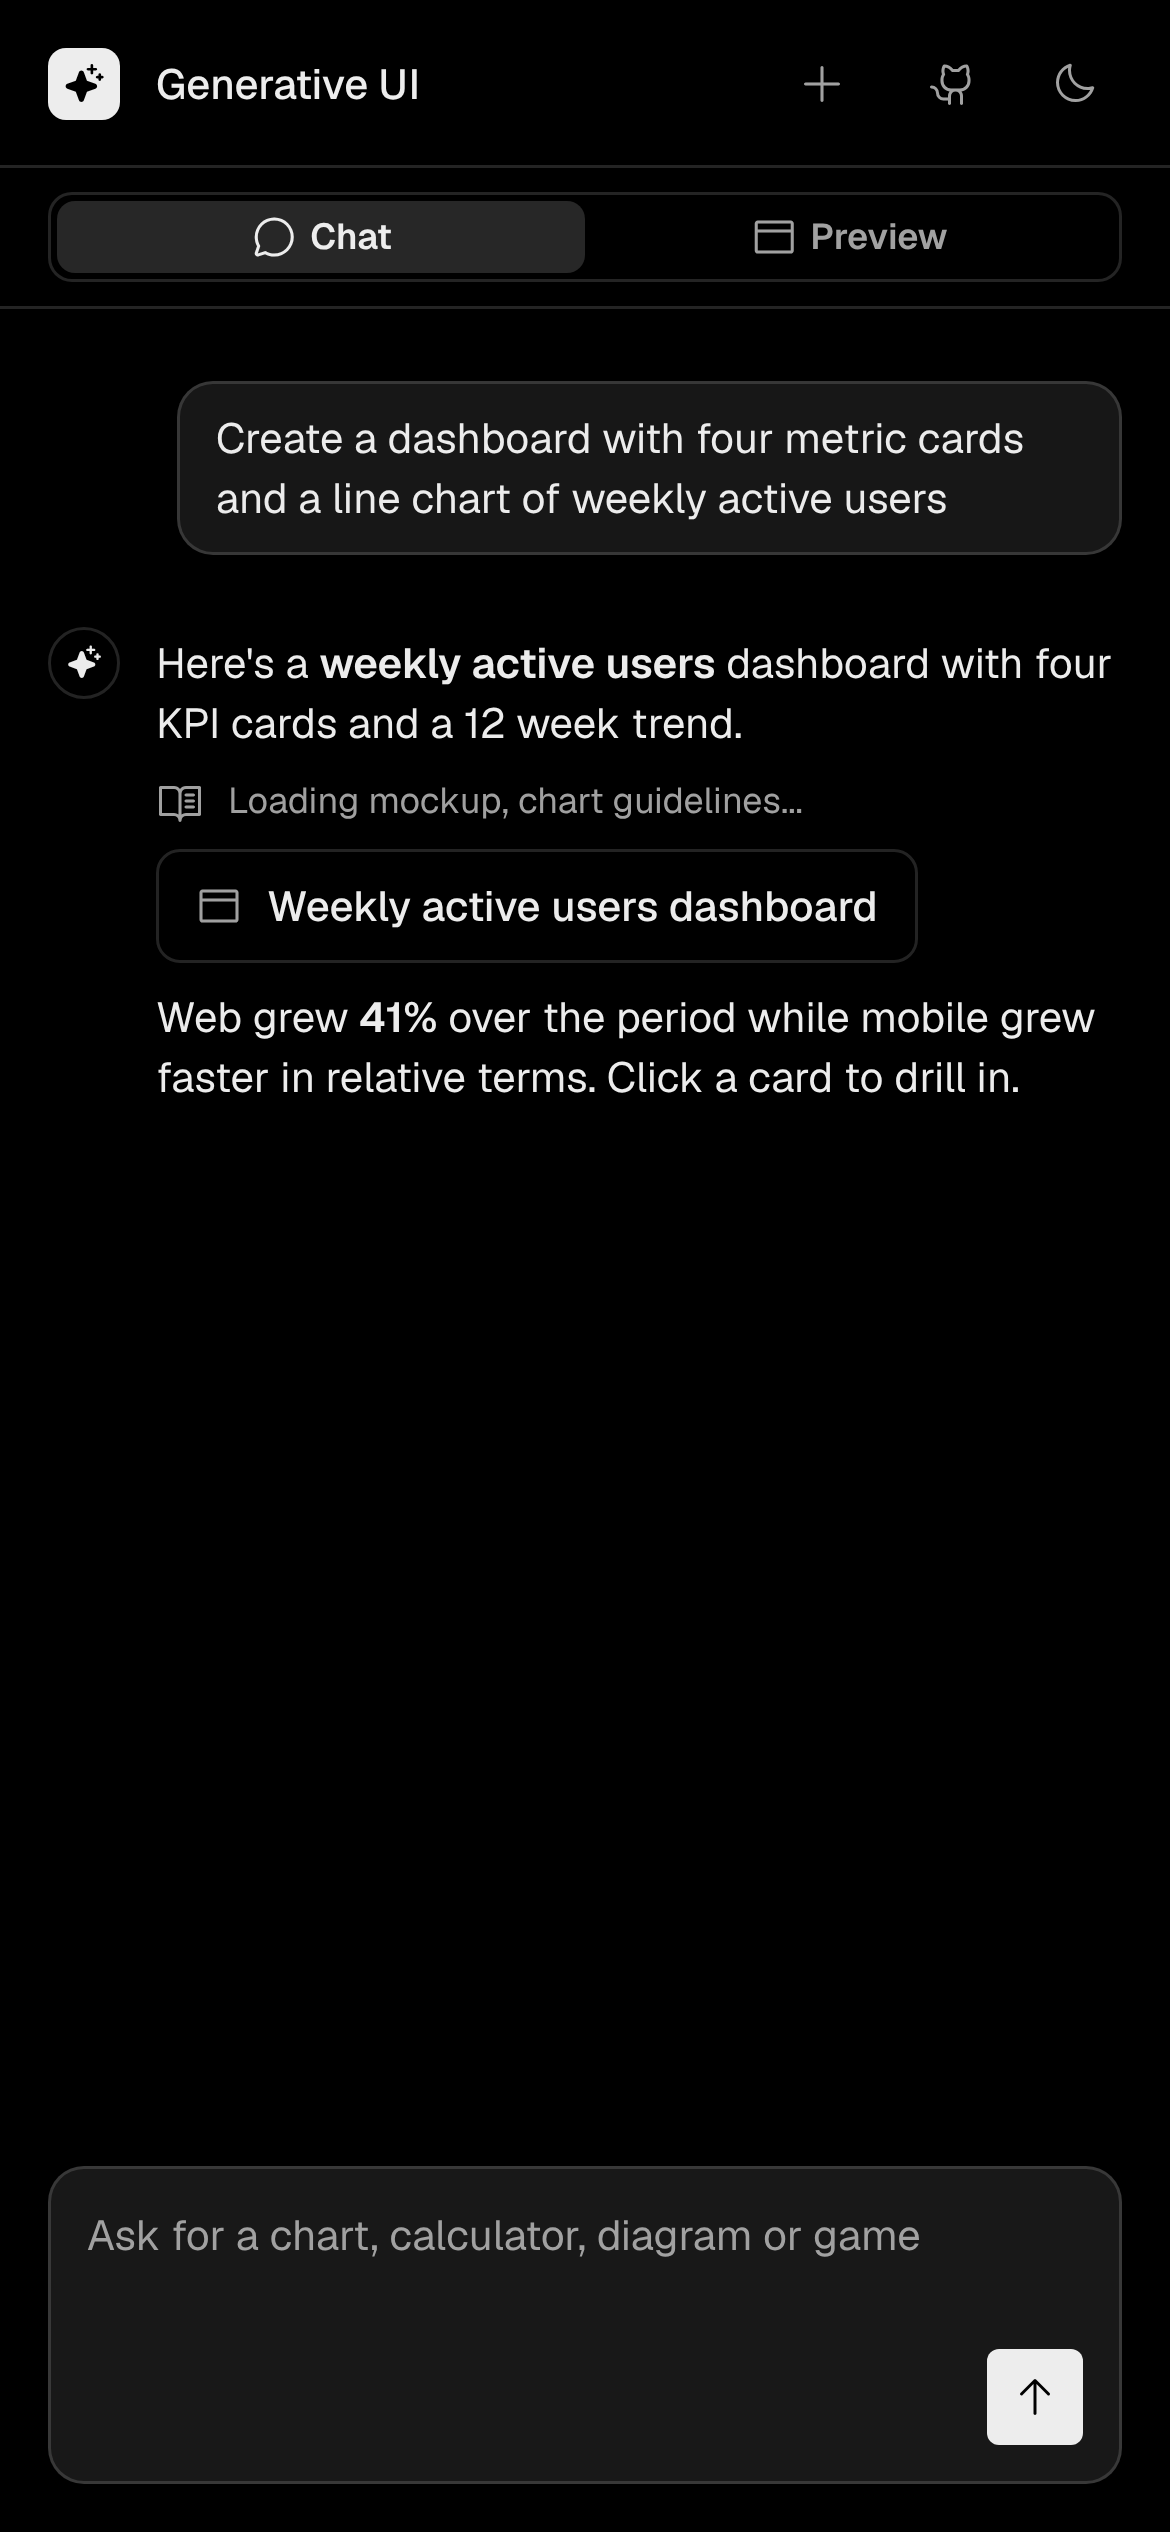 Generative UI
Chat
Preview
Create a dashboard with four metric cards
and a line chart of weekly active users
Here's a weekly active users dashboard with four
KPI cards and a 12 week trend.
Loading mockup, chart guidelines...
Weekly active users dashboard
Web grew 41% over the period while mobile grew
faster in relative terms. Click a card to drill in.
Ask for a chart, calculator, diagram or game